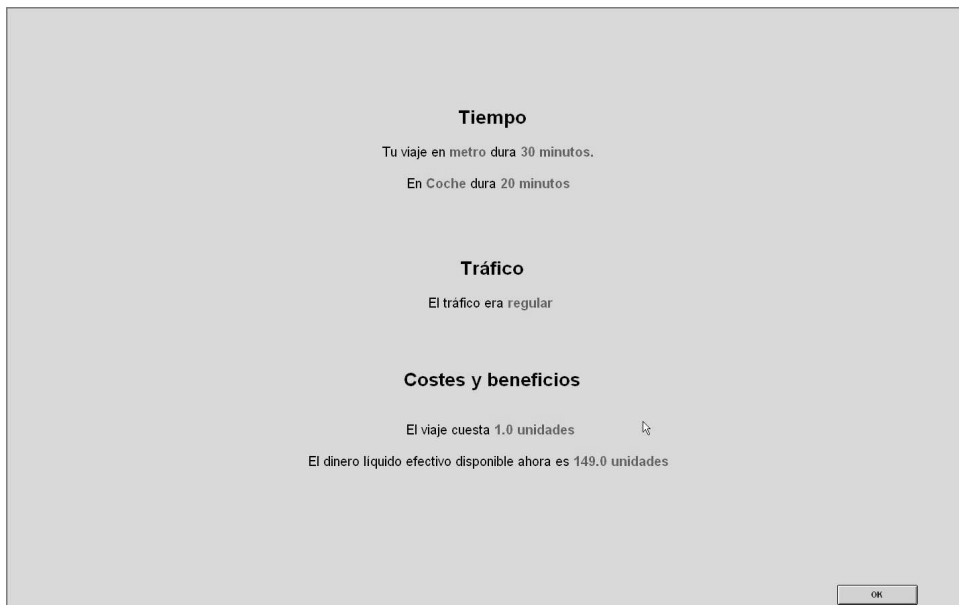 Tiempo
Tu viaje en metro dura 30 minutos.
En Coche dura 20 minutos
Tráfico
El tráfico era regular
Costes y beneficios
El viaje cuesta 1.0 unidades
El dinero líquido efectivo disponible ahora es 149.0 unidades
OK